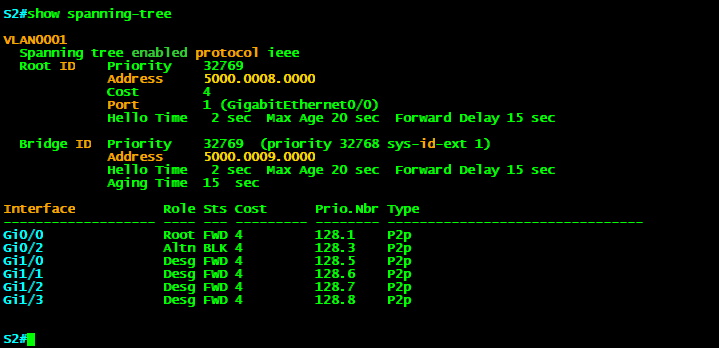 S2#show spanning-tree
VLAN0001
  Spanning tree enabled protocol ieee
  Root ID    Priority    32769
             Address     5000.0008.0000
             Cost        4
             Port        1 (GigabitEthernet0/0)
             Hello Time   2 sec  Max Age 20 sec  Forward Delay 15 sec
  Bridge ID  Priority    32769  (priority 32768 sys-id-ext 1)
             Address     5000.0009.0000
             Hello Time   2 sec  Max Age 20 sec  Forward Delay 15 sec
             Aging Time  15  sec
Interface           Role Sts Cost      Prio.Nbr Type
------------------- ---- --- --------- -------- --------------------------------
Gi0/0               Root FWD 4         128.1    P2p
Gi0/2               Altn BLK 4         128.3    P2p
Gi1/0               Desg FWD 4         128.5    P2p
Gi1/1               Desg FWD 4         128.6    P2p
Gi1/2               Desg FWD 4         128.7    P2p
Gi1/3               Desg FWD 4         128.8    P2p
S2#